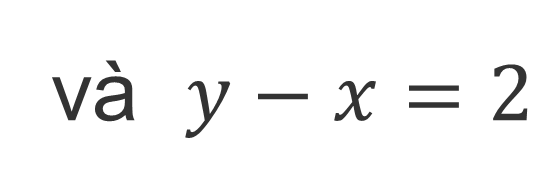 và y − x = 2